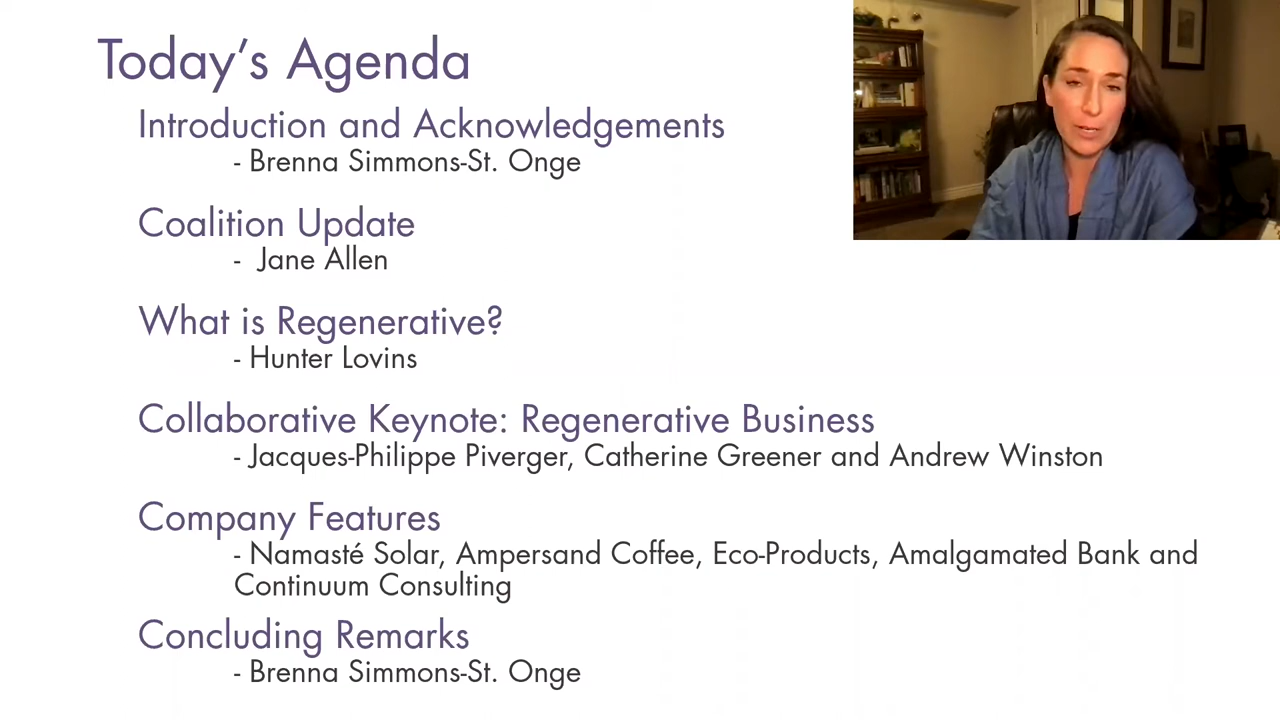 Today's Agenda
Introduction and Acknowledgements
- Brenna Simmons-St. Onge
Coalition Update
- Jane Allen
What is Regenerative?
- Hunter Lovins
Collaborative Keynote: Regenerative Business
- Jacques-Philippe Piverger, Catherine Greener and Andrew Winston
Company Features
- Namasté Solar, Ampersand Coffee, Eco-Products, Amalgamated Bank and
Continuum Consulting
Concluding Remarks
- Brenna Simmons-St. Onge